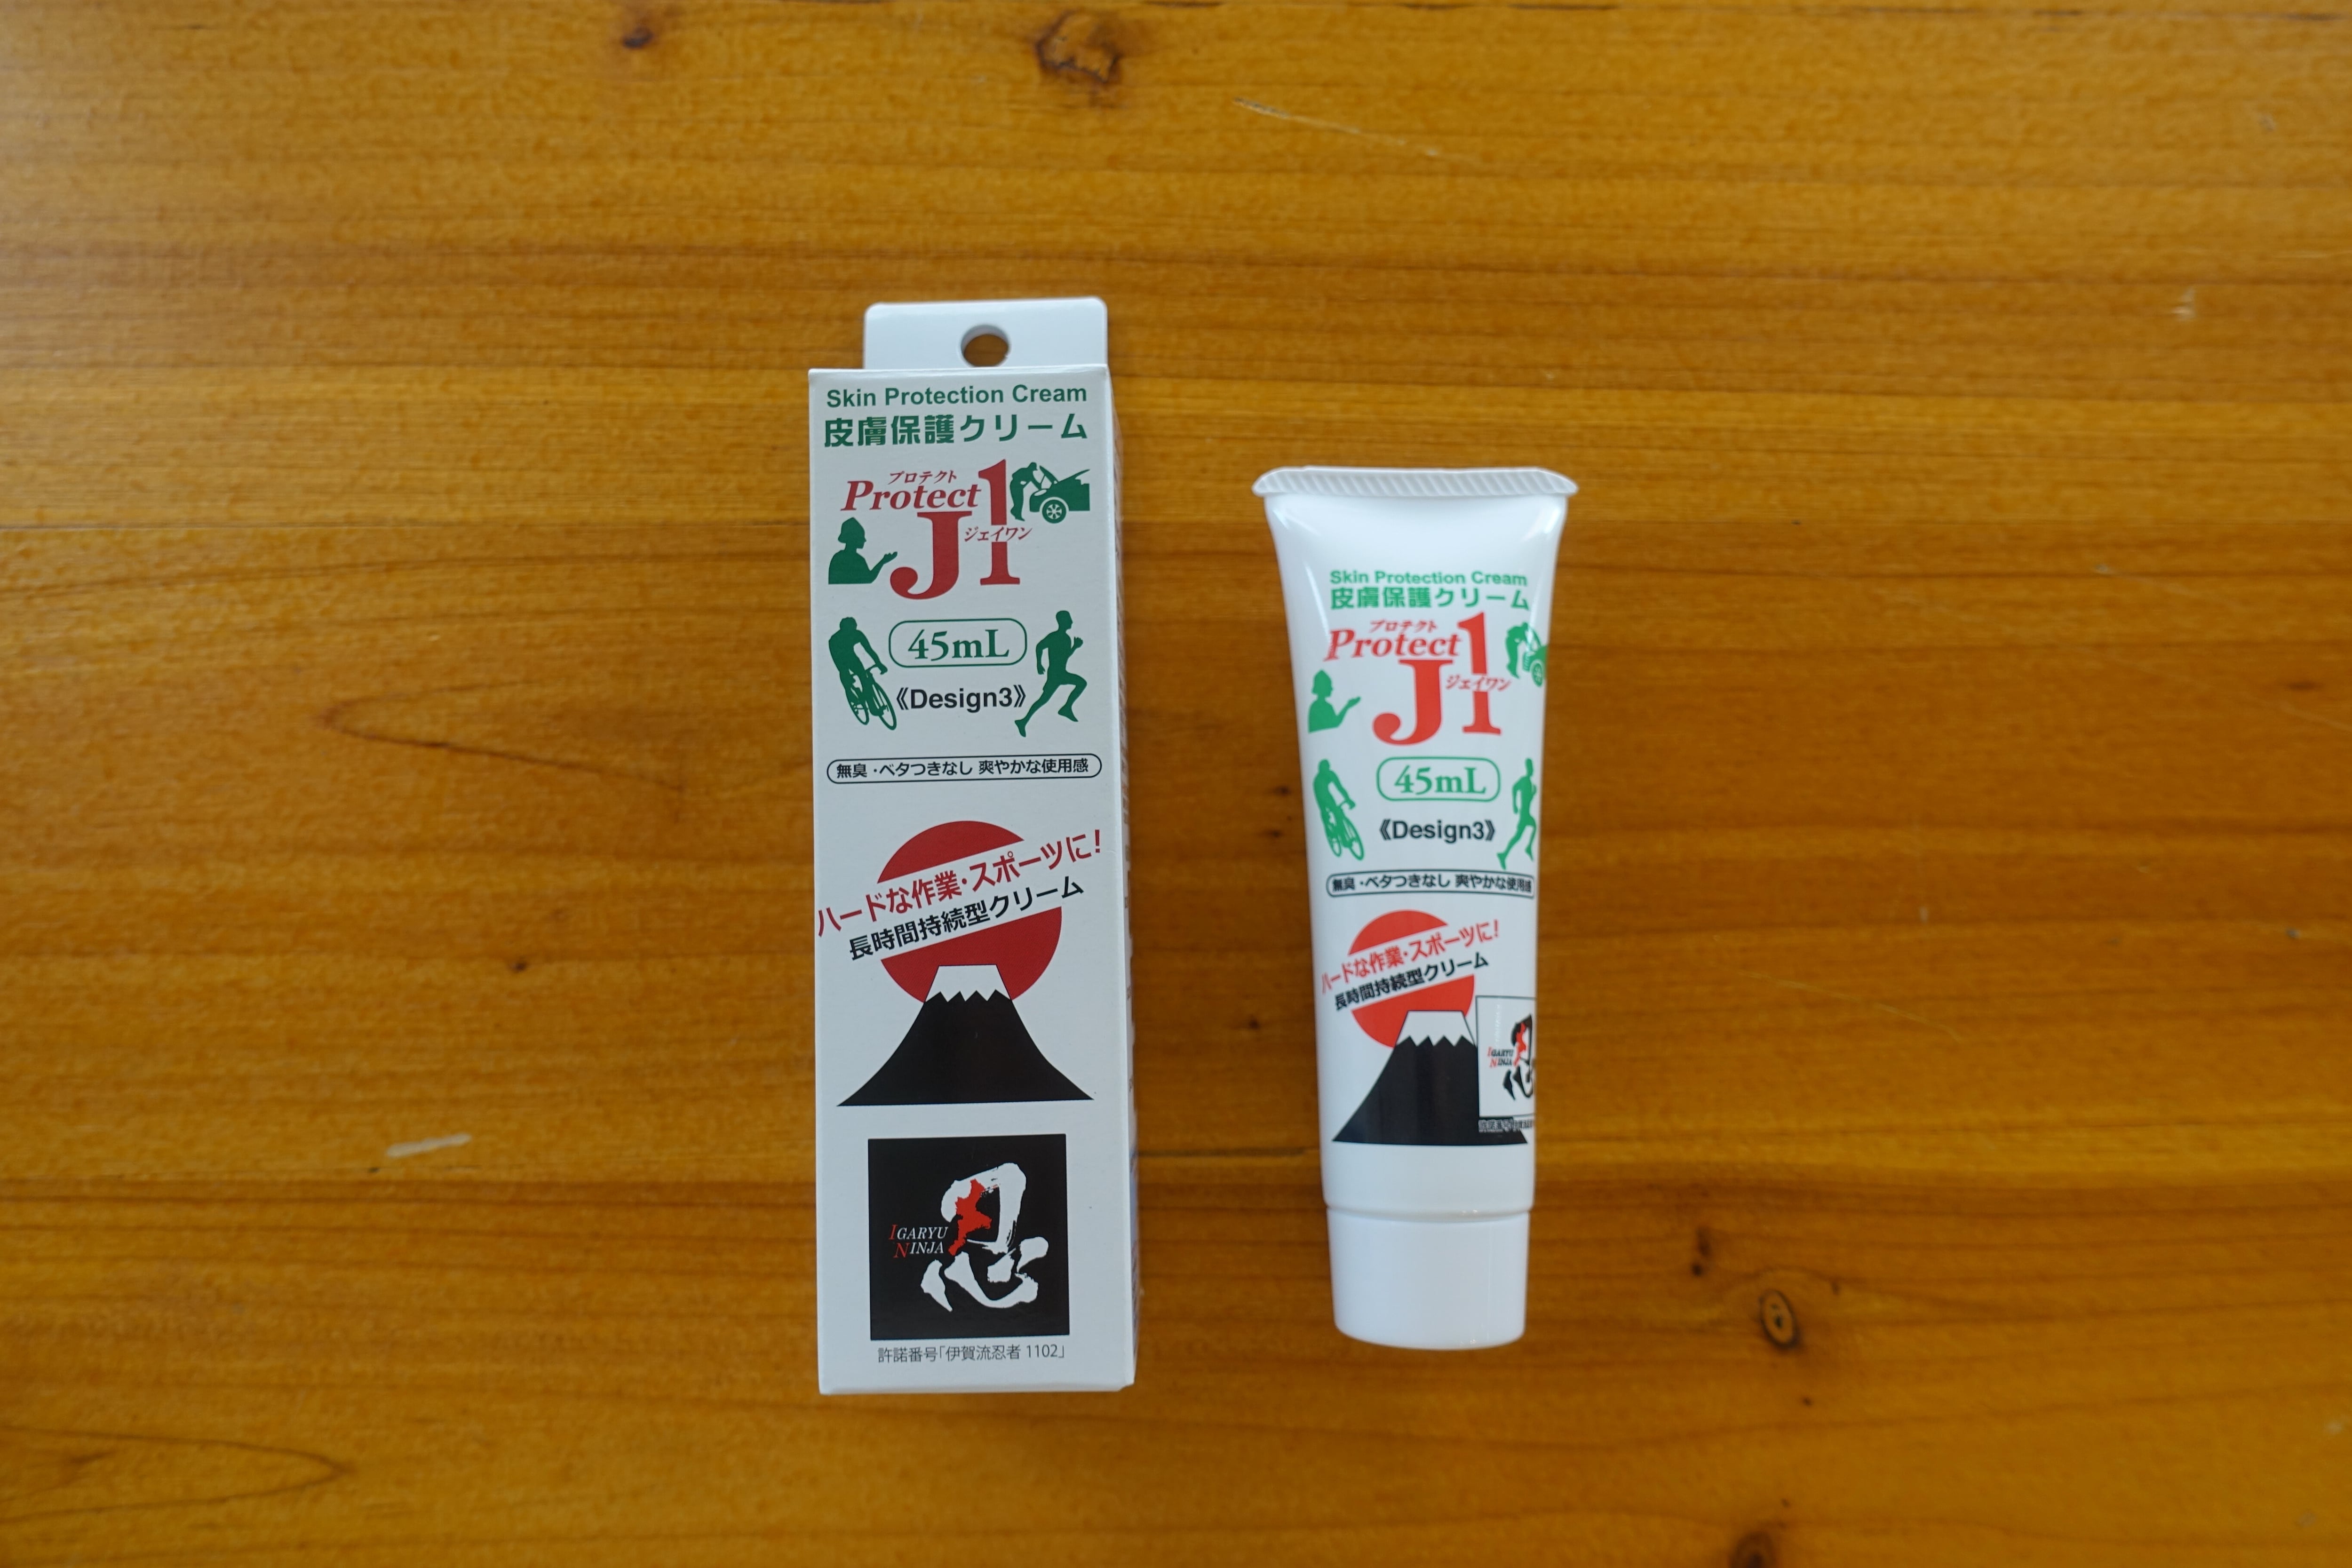 Skin Protection Cream
皮膚保護クリーム
プロテクト
Protect
J1
ジェイワン
45mL
《Design3》
無臭・ベタつきなし 爽やかな使用感
ハードな作業・スポーツに!
長時間持続型クリーム
IGARYU
NINJA
忍
許諾番号「伊賀流忍者 1102」
Skin Protection Cream
皮膚保護クリーム
プロテクト
Protect
J1
ジェイワン
45mL
《Design3》
無臭・ベタつきなし 爽やかな使用感
ハードな作業・スポーツに!
長時間持続型クリーム
IGARYU
NINJA
忍